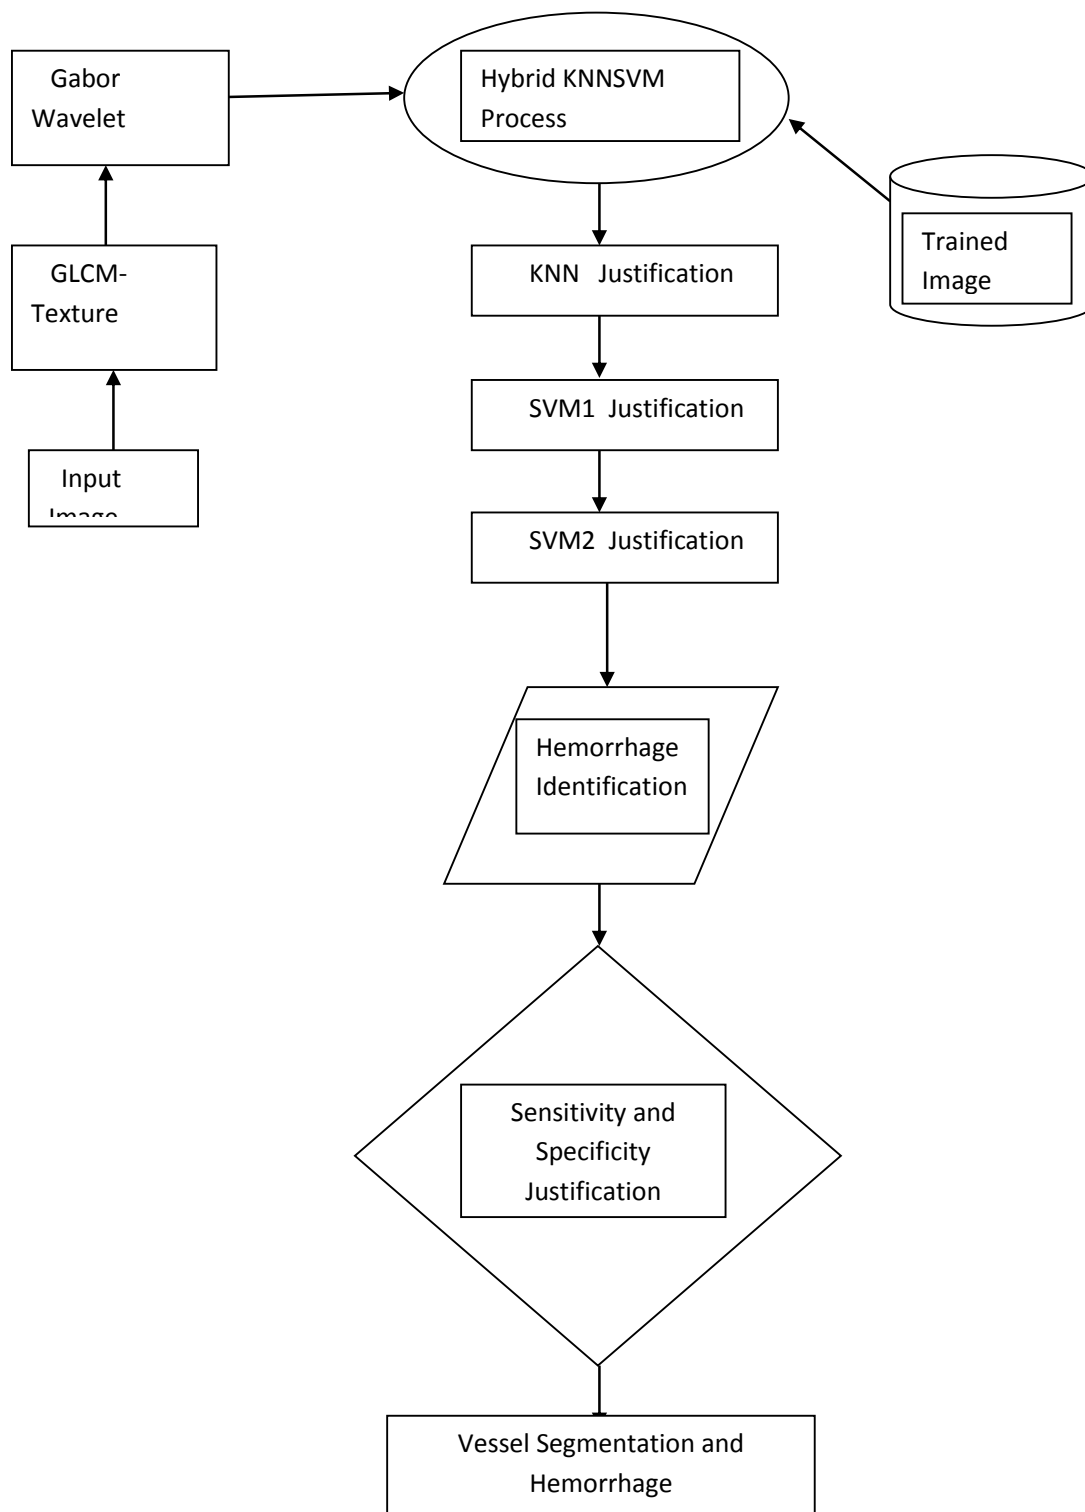 Gabor
Wavelet
Hybrid KNNSVM
Process
Trained
Image
GLCM-
Texture
KNN Justification
SVM1 Justification
Input
Image
SVM2 Justification
Hemorrhage
Identification
Sensitivity and
Specificity
Justification
Vessel Segmentation and
Hemorrhage